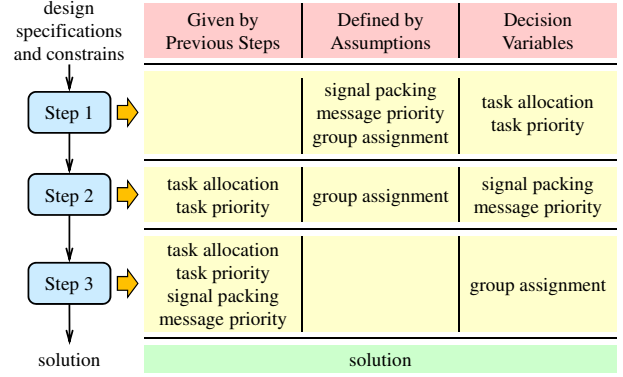 design
specifications
and constrains
Given by
Previous Steps
Defined by
Assumptions
Decision
Variables
Step 1
signal packing
message priority
group assignment
task allocation
task priority
Step 2
task allocation
task priority
group assignment
signal packing
message priority
Step 3
task allocation
task priority
signal packing
message priority
group assignment
solution
solution